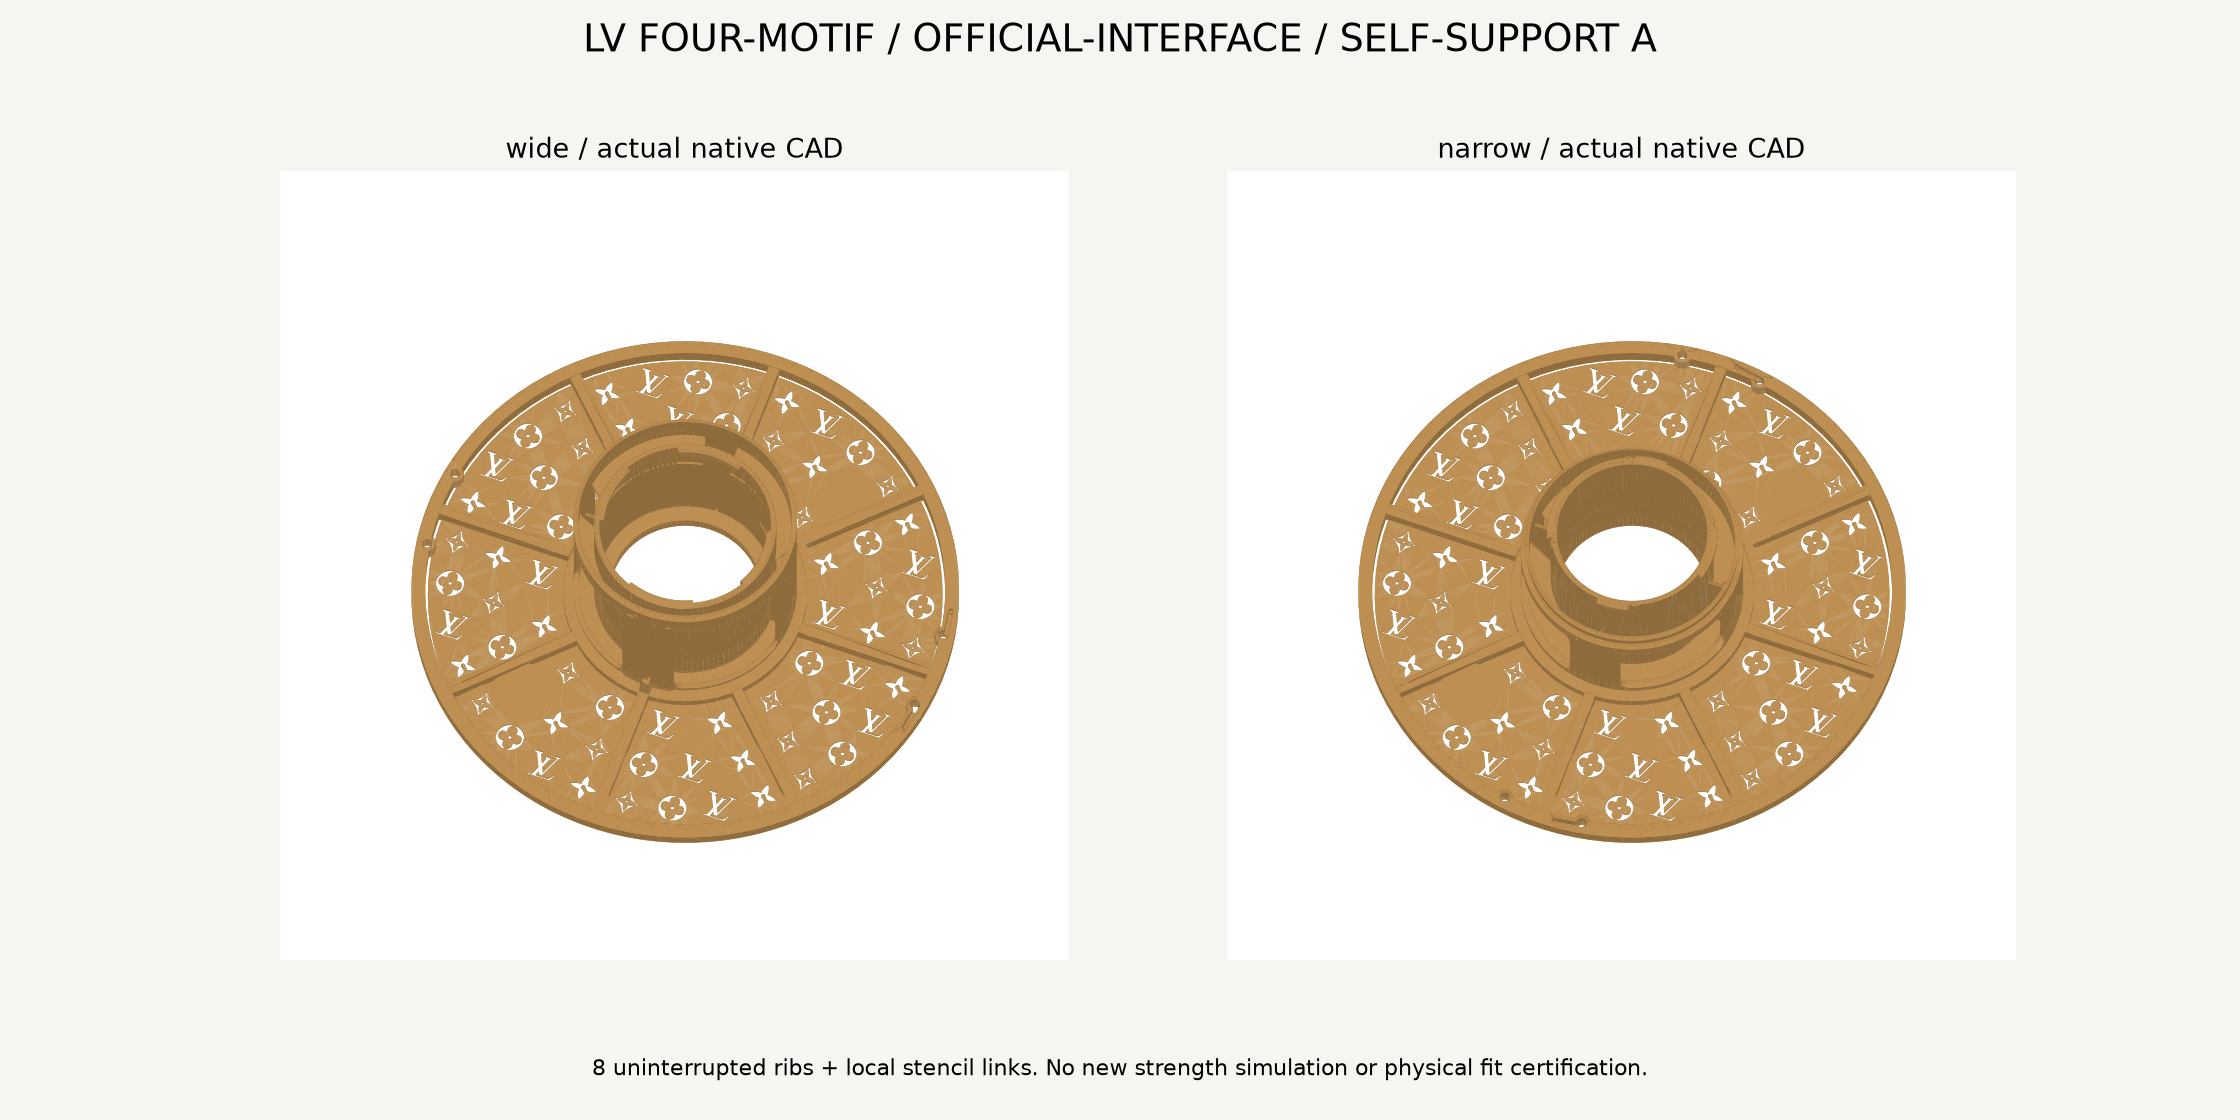 LV FOUR-MOTIF / OFFICIAL-INTERFACE / SELF-SUPPORT A
wide / actual native CAD
narrow / actual native CAD
8 uninterrupted ribs + local stencil links. No new strength simulation or physical fit certification.